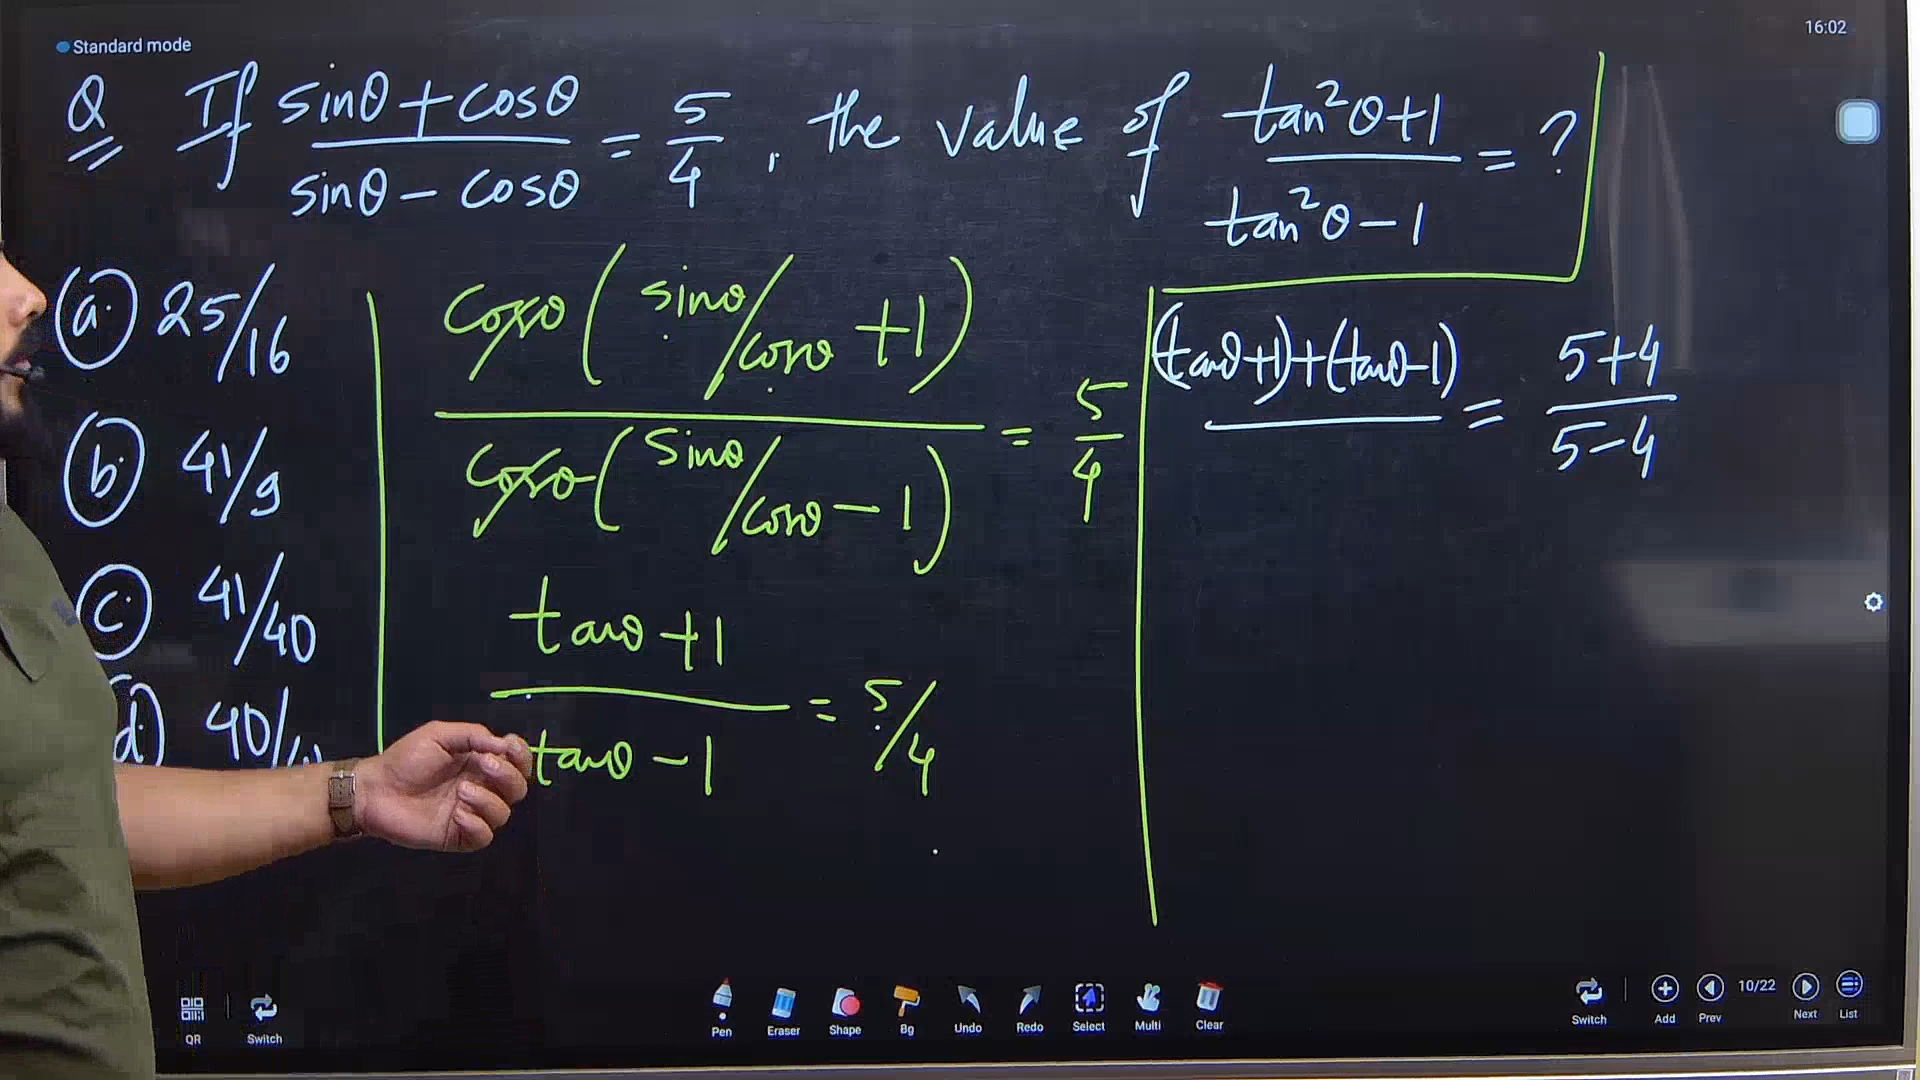 Standard mode
16:02
Q If sinθ+cosθ / sinθ-cosθ = 5/4, the value of tan²θ+1 / tan²θ-1 = ?
(a) 25/16
(b) 41/9
(c) 41/40
(d) 40/
cosθ(sinθ/cosθ +1)
cosθ(sinθ/cosθ -1)
= 5/4
tanθ+1
tanθ-1
= 5/4
(tanθ+1)+(tanθ-1) = 5+4
5-4
QR
Switch
Pen
Eraser
Shape
Bg
Undo
Redo
Select
Multi
Clear
Switch
Add
Prev
10/22
Next
List